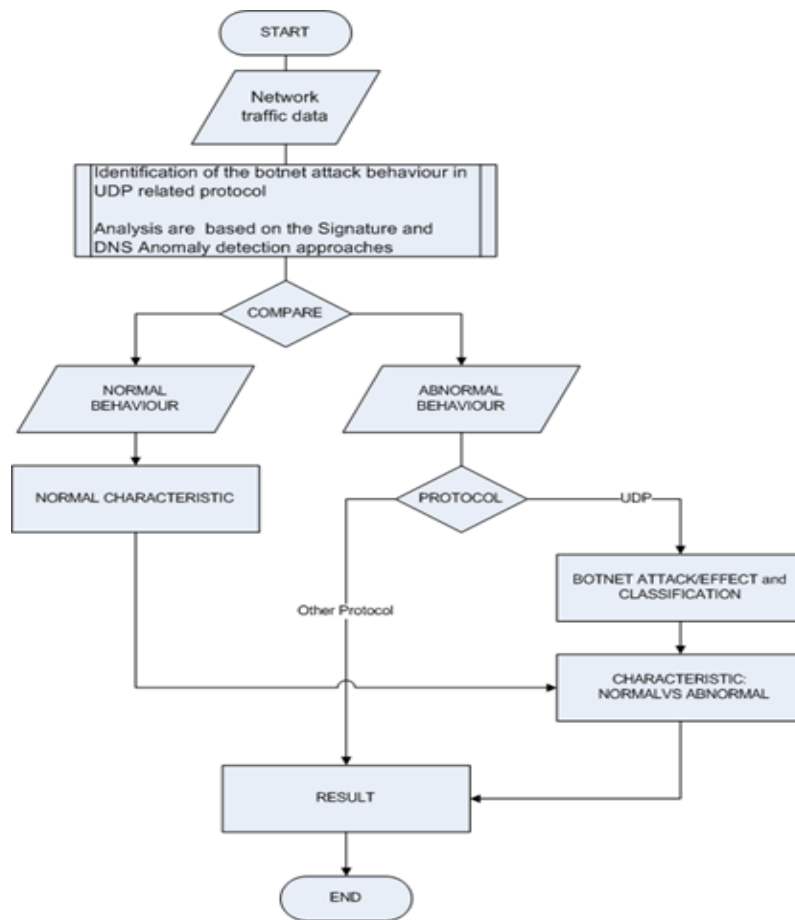 START
Network
traffic data
Identification of the botnet attack behaviour in
UDP related protocol
Analysis are based on the Signature and
DNS Anomaly detection approaches
COMPARE
NORMAL
BEHAVIOUR
ABNORMAL
BEHAVIOUR
NORMAL CHARACTERISTIC
PROTOCOL
UDP
BOTNET ATTACK/EFFECT and
CLASSIFICATION
Other Protocol
CHARACTERISTIC:
NORMALVS ABNORMAL
RESULT
END